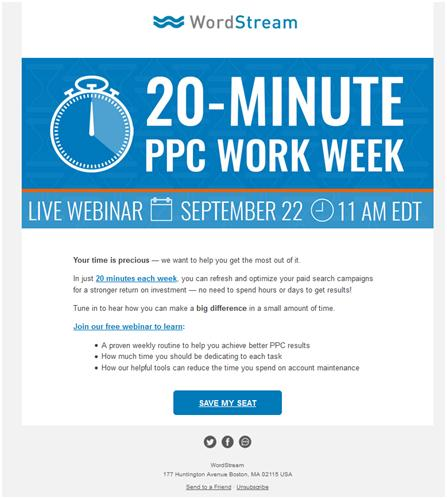 WordStream
20-MINUTE
PPC WORK WEEK
LIVE WEBINAR SEPTEMBER 22 11 AM EDT
Your time is precious — we want to help you get the most out of it.
In just 20 minutes each week, you can refresh and optimize your paid search campaigns
for a stronger return on investment — no need to spend hours or days to get results!
Tune in to hear how you can make a big difference in a small amount of time.
Join our free webinar to learn:
• A proven weekly routine to help you achieve better PPC results
• How much time you should be dedicating to each task
• How our helpful tools can reduce the time you spend on account maintenance
SAVE MY SEAT
WordStream
177 Huntington Avenue Boston, MA 02115 USA
Send to a Friend · Unsubscribe